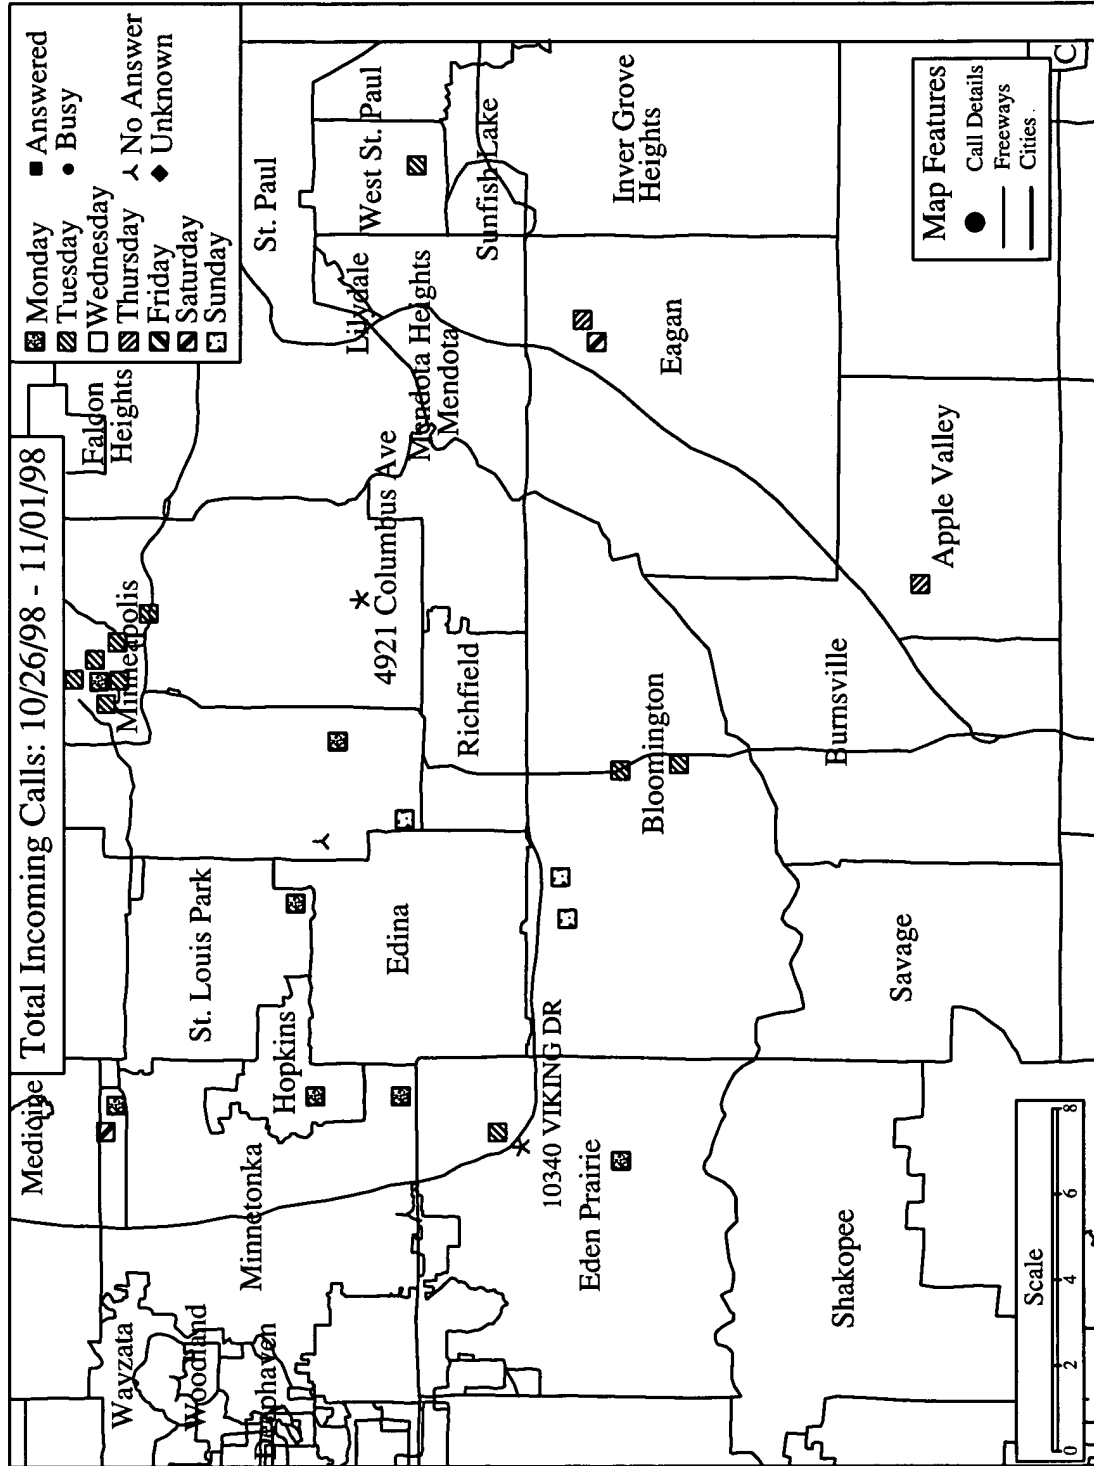 Total Incoming Calls: 10/26/98 - 11/01/98
Monday
Tuesday
Wednesday
Thursday
Friday
Saturday
Sunday
Answered
Busy
No Answer
Unknown
Medicine
Falcon
Heights
Wayzata
Woodland
Minneapolis
St. Louis Park
St. Paul
Minnetonka
Hopkins
Lilydale
West St. Paul
4921 Columbus Ave
Edina
Mendota Heights
Mendota
Richfield
Sunfish Lake
10340 VIKING DR
Eden Prairie
Bloomington
Eagan
Inver Grove
Heights
Shakopee
Savage
Burnsville
Apple Valley
Map Features
Call Details
Freeways
Cities
C
Scale
0 2 4 6 8